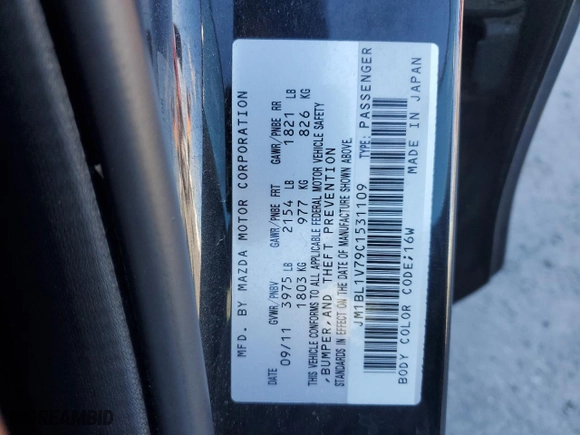 MFD. BY MAZDA MOTOR CORPORATION
GVWR/PNBV GAWR/PNBE FRT GAWR/PNBE RR
DATE 09/11 3975 LB 2154 LB 1821 LB
1803 KG 977 KG 826 KG
THIS VEHICLE CONFORMS TO ALL APPLICABLE FEDERAL MOTOR VEHICLE SAFETY
,BUMPER,AND THEFT PREVENTION
STANDARDS IN EFFECT ON THE DATE OF MANUFACTURE SHOWN ABOVE.
JM1BL1V79C1531109 TYPE: PASSENGER
BODY COLOR CODE;16W MADE IN JAPAN